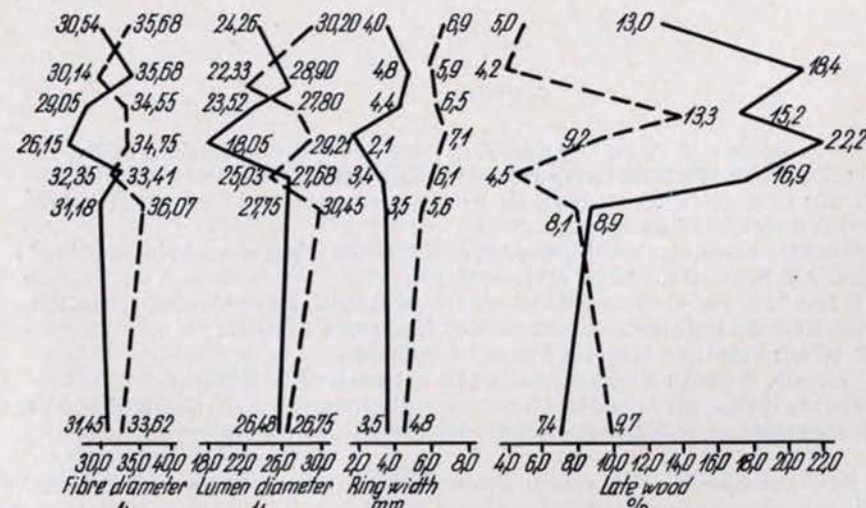 30,54 35,68 24,26 30,20 4,0 6,9 5,0 13,0
30,14 35,68 22,33 28,90 4,8 5,9 4,2 18,4
29,05 34,55 23,52 27,80 4,4 6,5 13,3 15,2
26,15 34,75 18,05 29,21 2,1 7,1 9,2 22,2
32,35 33,41 25,03 27,68 3,4 6,1 4,5 16,9
31,18 36,07 27,75 30,45 3,5 5,6 8,1 8,9
31,45 33,62 26,48 26,75 3,5 4,8 7,4 9,7
30,0 35,0 40,0 18,0 22,0 26,0 30,0 2,0 4,0 6,0 8,0 4,0 6,0 8,0 10,0 14,0 16,0 18,0 20,0 22,0
Fibre diameter Lumen diameter Ring width Late wood
mm %